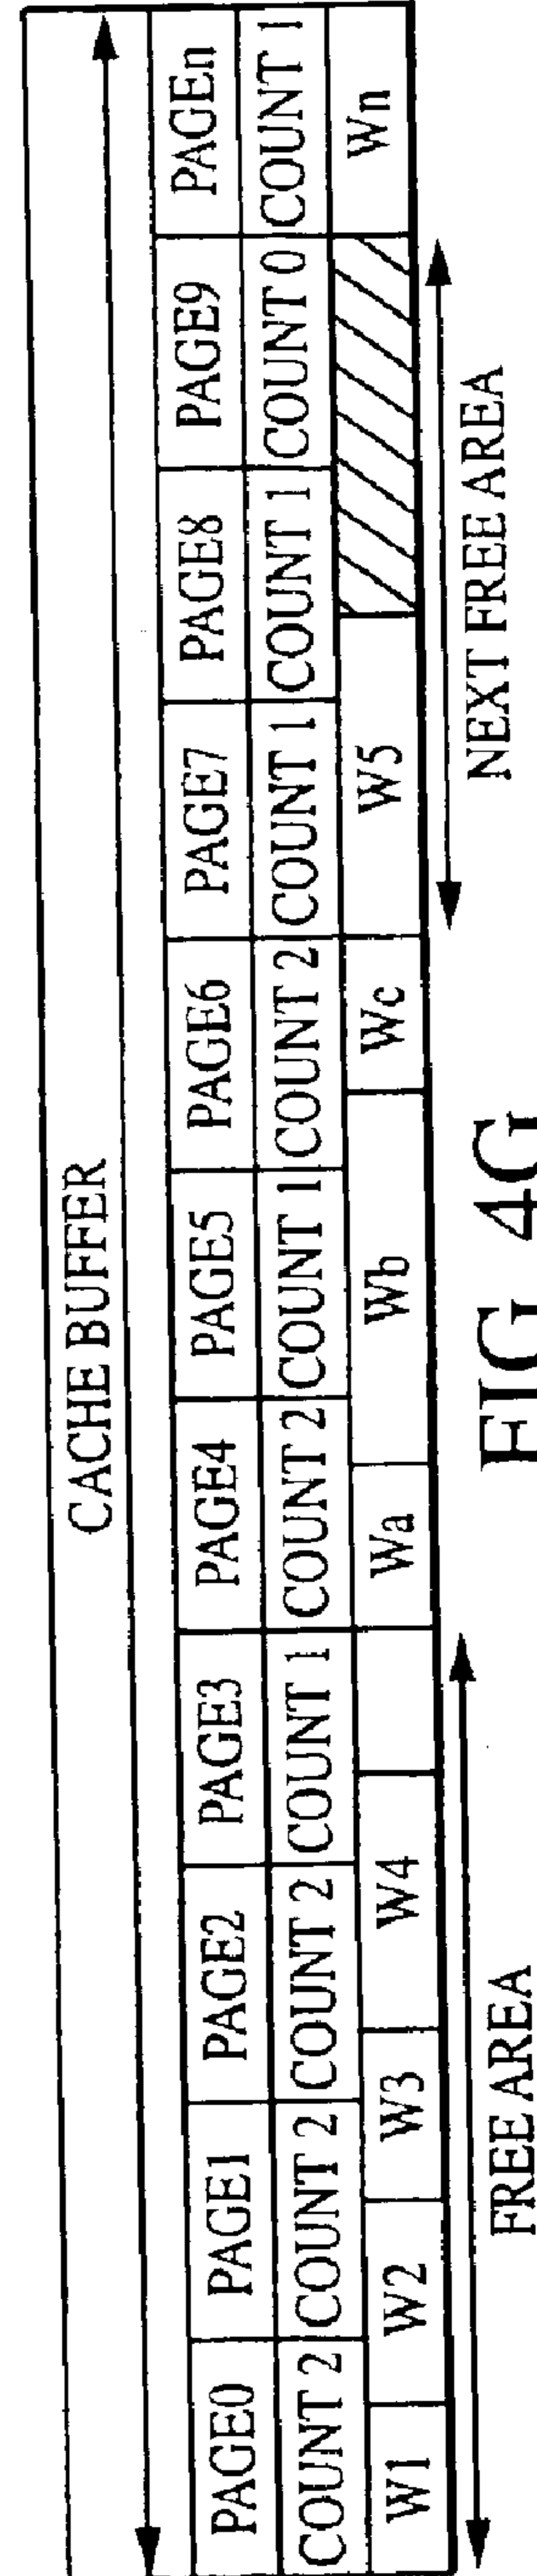 CACHE BUFFER
PAGE0 PAGE1 PAGE2 PAGE3 PAGE4 PAGE5 PAGE6 PAGE7 PAGE8 PAGE9 PAGEn
COUNT 2 COUNT 2 COUNT 2 COUNT 1 COUNT 2 COUNT 1 COUNT 2 COUNT 1 COUNT 1 COUNT 0 COUNT 1
W1 W2 W3 W4 Wa Wb Wc W5 Wn
FREE AREA NEXT FREE AREA
FIG 4G